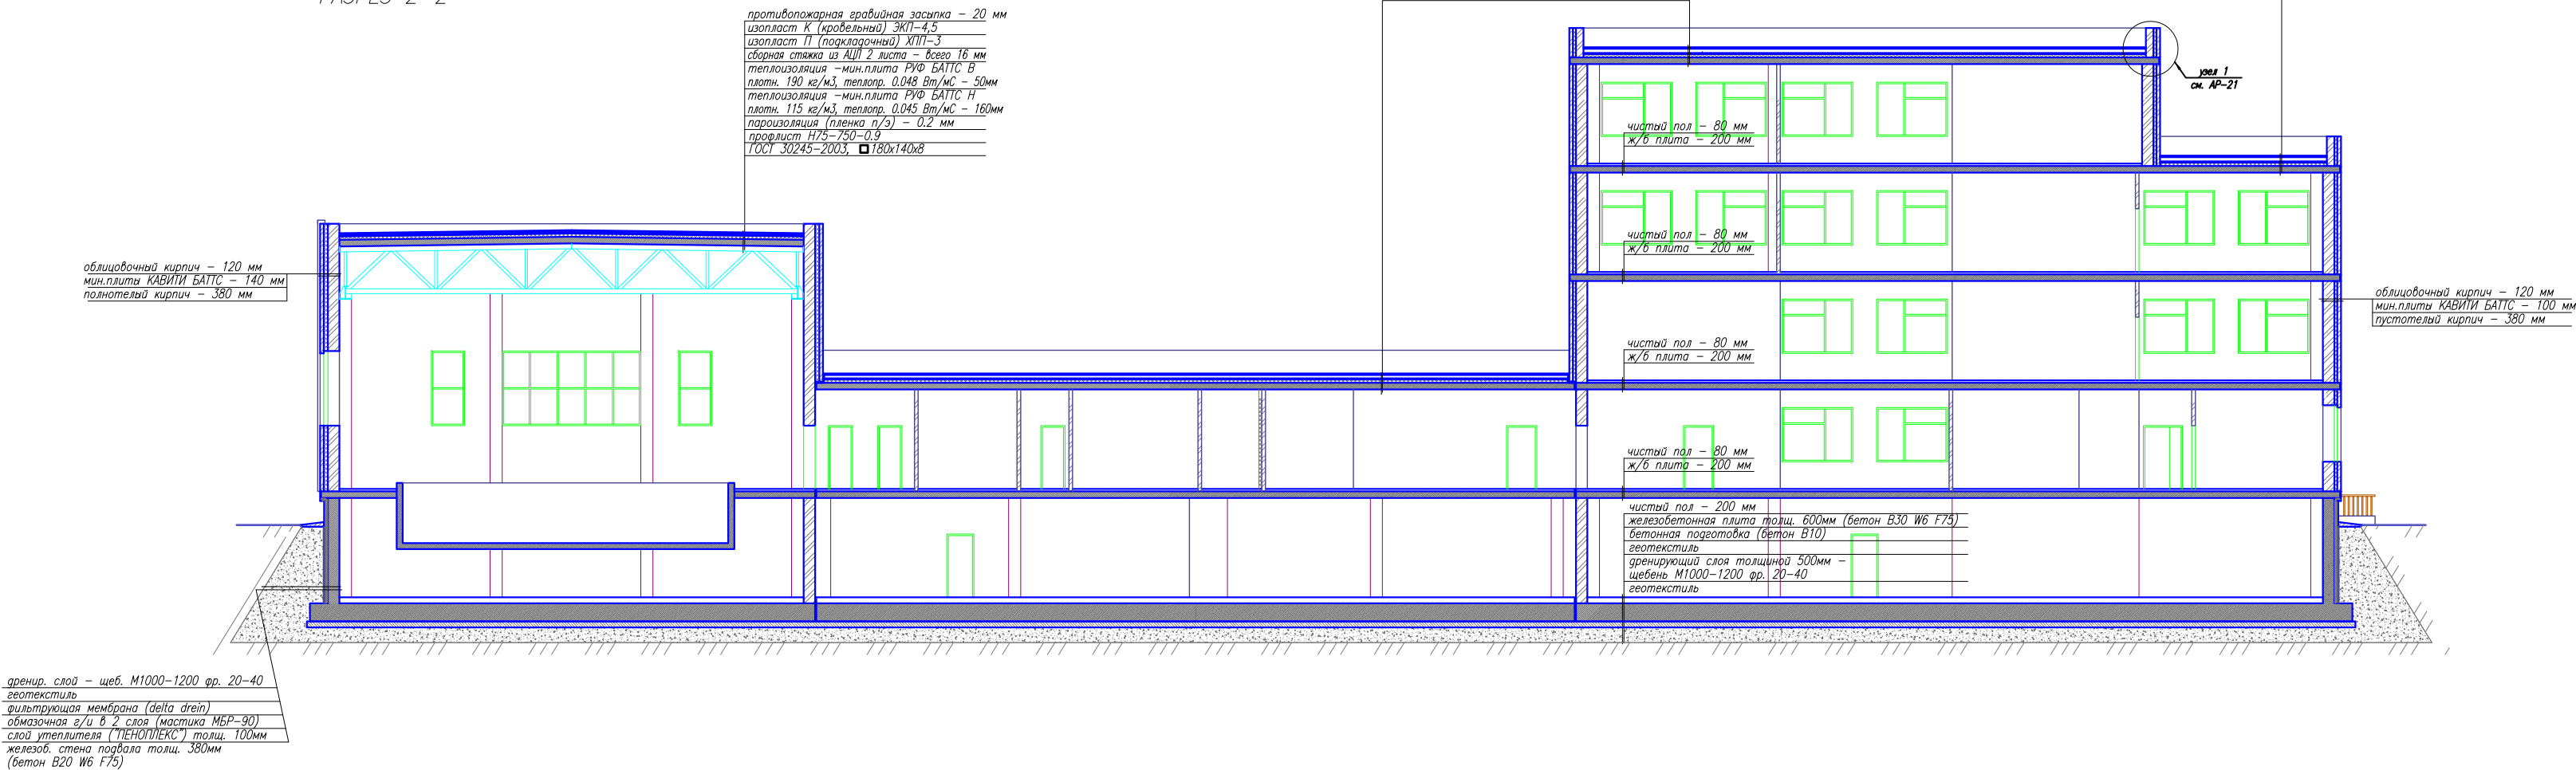 РАЗРЕЗ 2-2
противопожарная гравийная засыпка - 20 мм
изопласт К (кровельный) ЭКП-4,5
изопласт П (подкладочный) ХПП-3
сборная стяжка из АЦЛ 2 листа - всего 16 мм
теплоизоляция -мин.плита РУФ БАТТС В
плотн. 190 кг/м3, теплопр. 0.048 Вт/мС - 50мм
теплоизоляция -мин.плита РУФ БАТТС Н
плотн. 115 кг/м3, теплопр. 0.045 Вт/мС - 160мм
пароизоляция (пленка п/э) - 0.2 мм
профлист Н75-750-0.9
ГОСТ 30245-2003, 180х140х8
узел 1
см. АР-21
чистый пол - 80 мм
ж/б плита - 200 мм
чистый пол - 80 мм
ж/б плита - 200 мм
облицовочный кирпич - 120 мм
мин.плиты КАВИТИ БАТТС - 140 мм
полнотелый кирпич - 380 мм
облицовочный кирпич - 120 мм
мин.плиты КАВИТИ БАТТС - 100 мм
пустотелый кирпич - 380 мм
чистый пол - 80 мм
ж/б плита - 200 мм
чистый пол - 80 мм
ж/б плита - 200 мм
чистый пол - 200 мм
железобетонная плита толщ. 600мм (бетон В30 W6 F75)
бетонная подготовка (бетон В10)
геотекстиль
дренирующий слоя толщиной 500мм -
щебень М1000-1200 фр. 20-40
геотекстиль
дренир. слой - щеб. М1000-1200 фр. 20-40
геотекстиль
фильтрующая мембрана (delta drein)
обмазочная г/и в 2 слоя (мастика МБР-90)
слой утеплителя ("ПЕНОПЛЕКС") толщ. 100мм
железоб. стена подвала толщ. 380мм
(бетон В20 W6 F75)